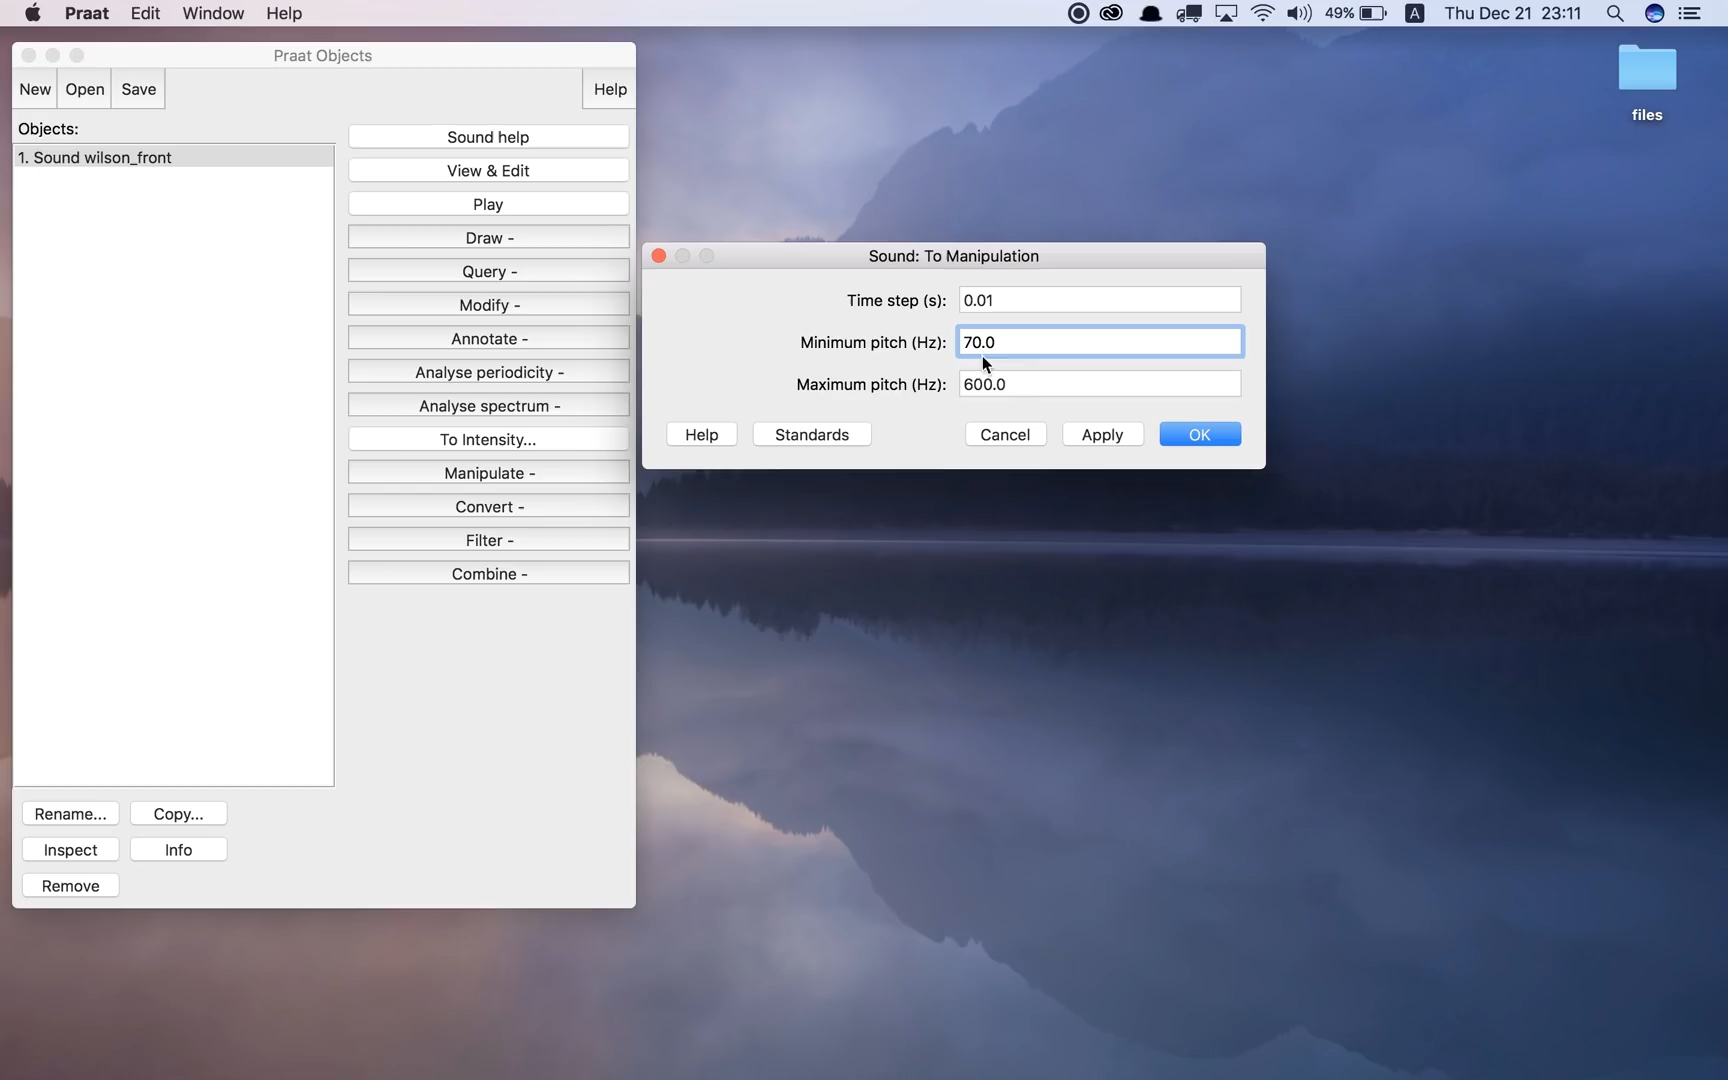 Praat Edit Window Help 49% A Thu Dec 21 23:11
Praat Objects
New Open Save Help
Objects:
1. Sound wilson_front
Sound help
View & Edit
Play
Draw -
Query -
Modify -
Annotate -
Analyse periodicity -
Analyse spectrum -
To Intensity...
Manipulate -
Convert -
Filter -
Combine -
Rename... Copy...
Inspect Info
Remove
Sound: To Manipulation
Time step (s): 0.01
Minimum pitch (Hz): 70.0
Maximum pitch (Hz): 600.0
Help Standards Cancel Apply OK
files